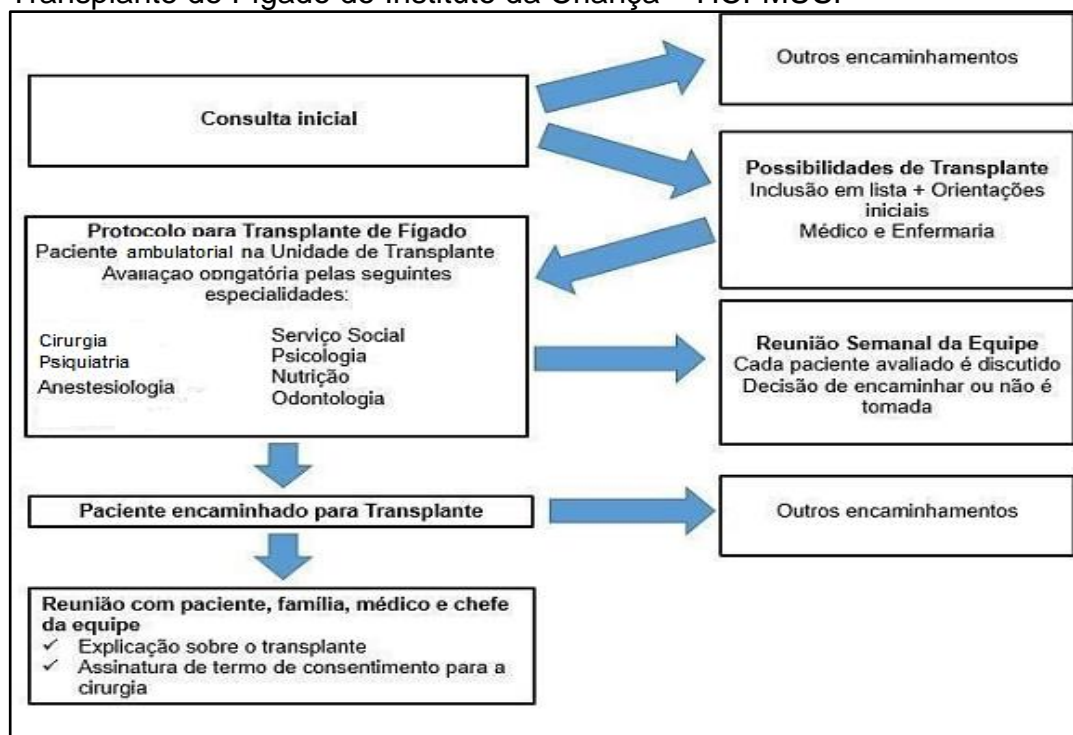 Transplante de Fígado do Instituto da Criança – HCFMUSP
Outros encaminhamentos
Consulta inicial
Possibilidades de Transplante
Inclusão em lista + Orientações
iniciais
Médico e Enfermaria
Protocolo para Transplante de Fígado
Paciente ambulatorial na Unidade de Transplante
Avaliação obrigatória pelas seguintes
especialidades:
Cirurgia
Psiquiatria
Anestesiologia
Serviço Social
Psicologia
Nutrição
Odontologia
Reunião Semanal da Equipe
Cada paciente avaliado é discutido
Decisão de encaminhar ou não é
tomada
Paciente encaminhado para Transplante
Outros encaminhamentos
Reunião com paciente, família, médico e chefe
da equipe
✓ Explicação sobre o transplante
✓ Assinatura de termo de consentimento para a
cirurgia